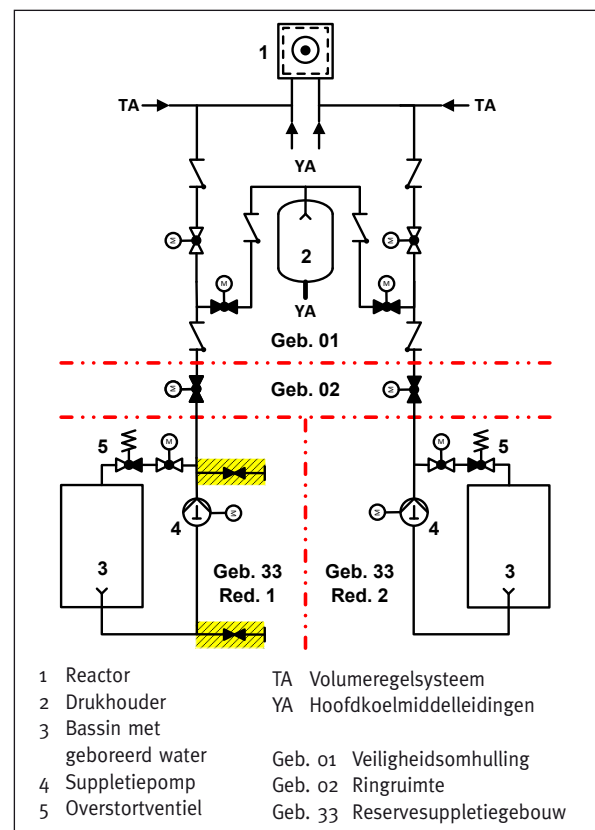 1
TA
TA
YA
M
M
2
M
M
YA
Geb. 01
M
Geb. 02
M
5
M
M
5
4
M
M
4
3
Geb. 33
Red. 1
Geb. 33
Red. 2
3
1 Reactor
2 Drukhouder
3 Bassin met
geboreerd water
4 Suppletiepomp
5 Overstortventiel
TA Volumeregelsysteem
YA Hoofdkoelmiddelleidingen
Geb. 01 Veiligheidsomhulling
Geb. 02 Ringruimte
Geb. 33 Reservesuppletiegebouw